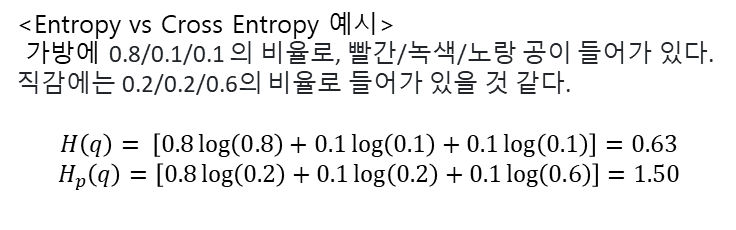 <Entropy vs Cross Entropy 예시>
가방에 0.8/0.1/0.1 의 비율로, 빨간/녹색/노랑 공이 들어가 있다.
직감에는 0.2/0.2/0.6의 비율로 들어가 있을 것 같다.
H(q) = [0.8 log(0.8) + 0.1 log(0.1) + 0.1 log(0.1)] = 0.63
Hₚ(q) = [0.8 log(0.2) + 0.1 log(0.2) + 0.1 log(0.6)] = 1.50